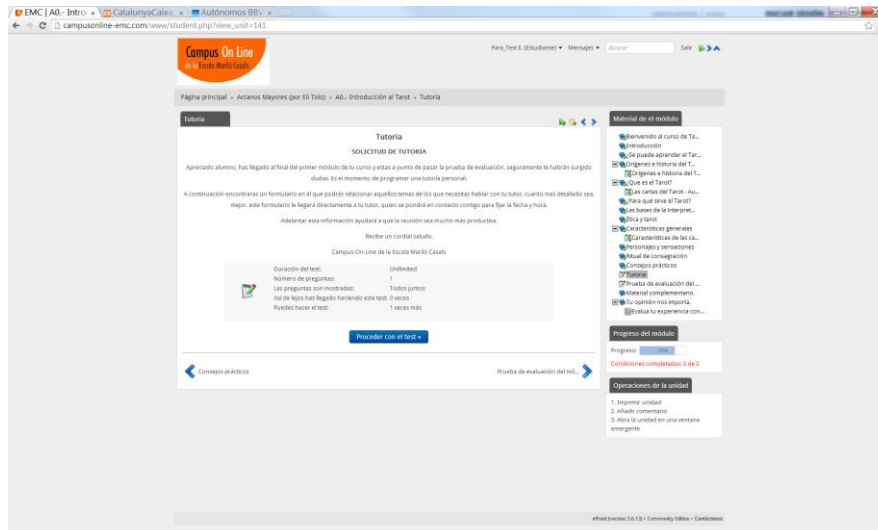 EMC | A0.- Intro
CatalunyaCaixa
Autónomos BBV
campusonline-emc.com/www/student.php?view_unit=141
Campus On Line
de la Escola Mariló Casals
Para_Test E. (Estudiante) Mensajes Buscar Salir
Página principal » Arcanos Mayores (por Eli Tolo) » A0.- Introducción al Tarot » Tutoria
Tutoria
Tutoria
SOLICITUD DE TUTORIA
Apreciado alumno, has llegado al final del primer módulo de tu curso y estas a punto de pasar la prueba de evaluación, seguramente te habrán surgido
dudas. Es el momento de programar una tutoría personal.
A continuación encontraras un formulario en el que podrás relacionar aquellos temas de los que necesitas hablar con tu tutor, cuanto mas detallado sea,
mejor, este formulario le llegará directamente a tu tutor, quien se pondrá en contacto contigo para fijar la fecha y hora.
Adelantar esta información ayudará a que la reunión sea mucho mas productiva.
Recibe un cordial saludo.
Campus On-Line de la Escola Mariló Casals
Duración del test: Unlimited
Número de preguntas: 1
Las preguntas son mostradas: Todos juntos
Así de lejos has llegado haciendo este test: 0 veces
Puedes hacer el test: 1 veces más
Proceder con el test »
Consejos prácticos
Prueba de evaluación del mó...
Material de el módulo
Bienvenido al curso de Ta...
Introducción
¿Se puede aprender el Tar...
Orígenes e historia del T...
Orígenes e historia del T...
¿Que es el Tarot?
Las cartas del Tarot - Au...
¿Para qué sirve el Tarot?
Las bases de la interpret...
Ética y tarot
Características generales
Características de las ca...
Personajes y sensaciones
Ritual de consagración
Consejos prácticos
Tutoria
Prueba de evaluación del ...
Material complementario.
Tu opinión nos importa.
Evalua tu experiencia con...
Progreso del módulo
Progreso:
Condiciones completadas: 0 de 2
Operaciones de la unidad
1. Imprimir unidad
2. Añadir comentario
3. Abra la unidad en una ventana
emergente
eFront (version 3.6.13) • Community Edition • Contáctenos